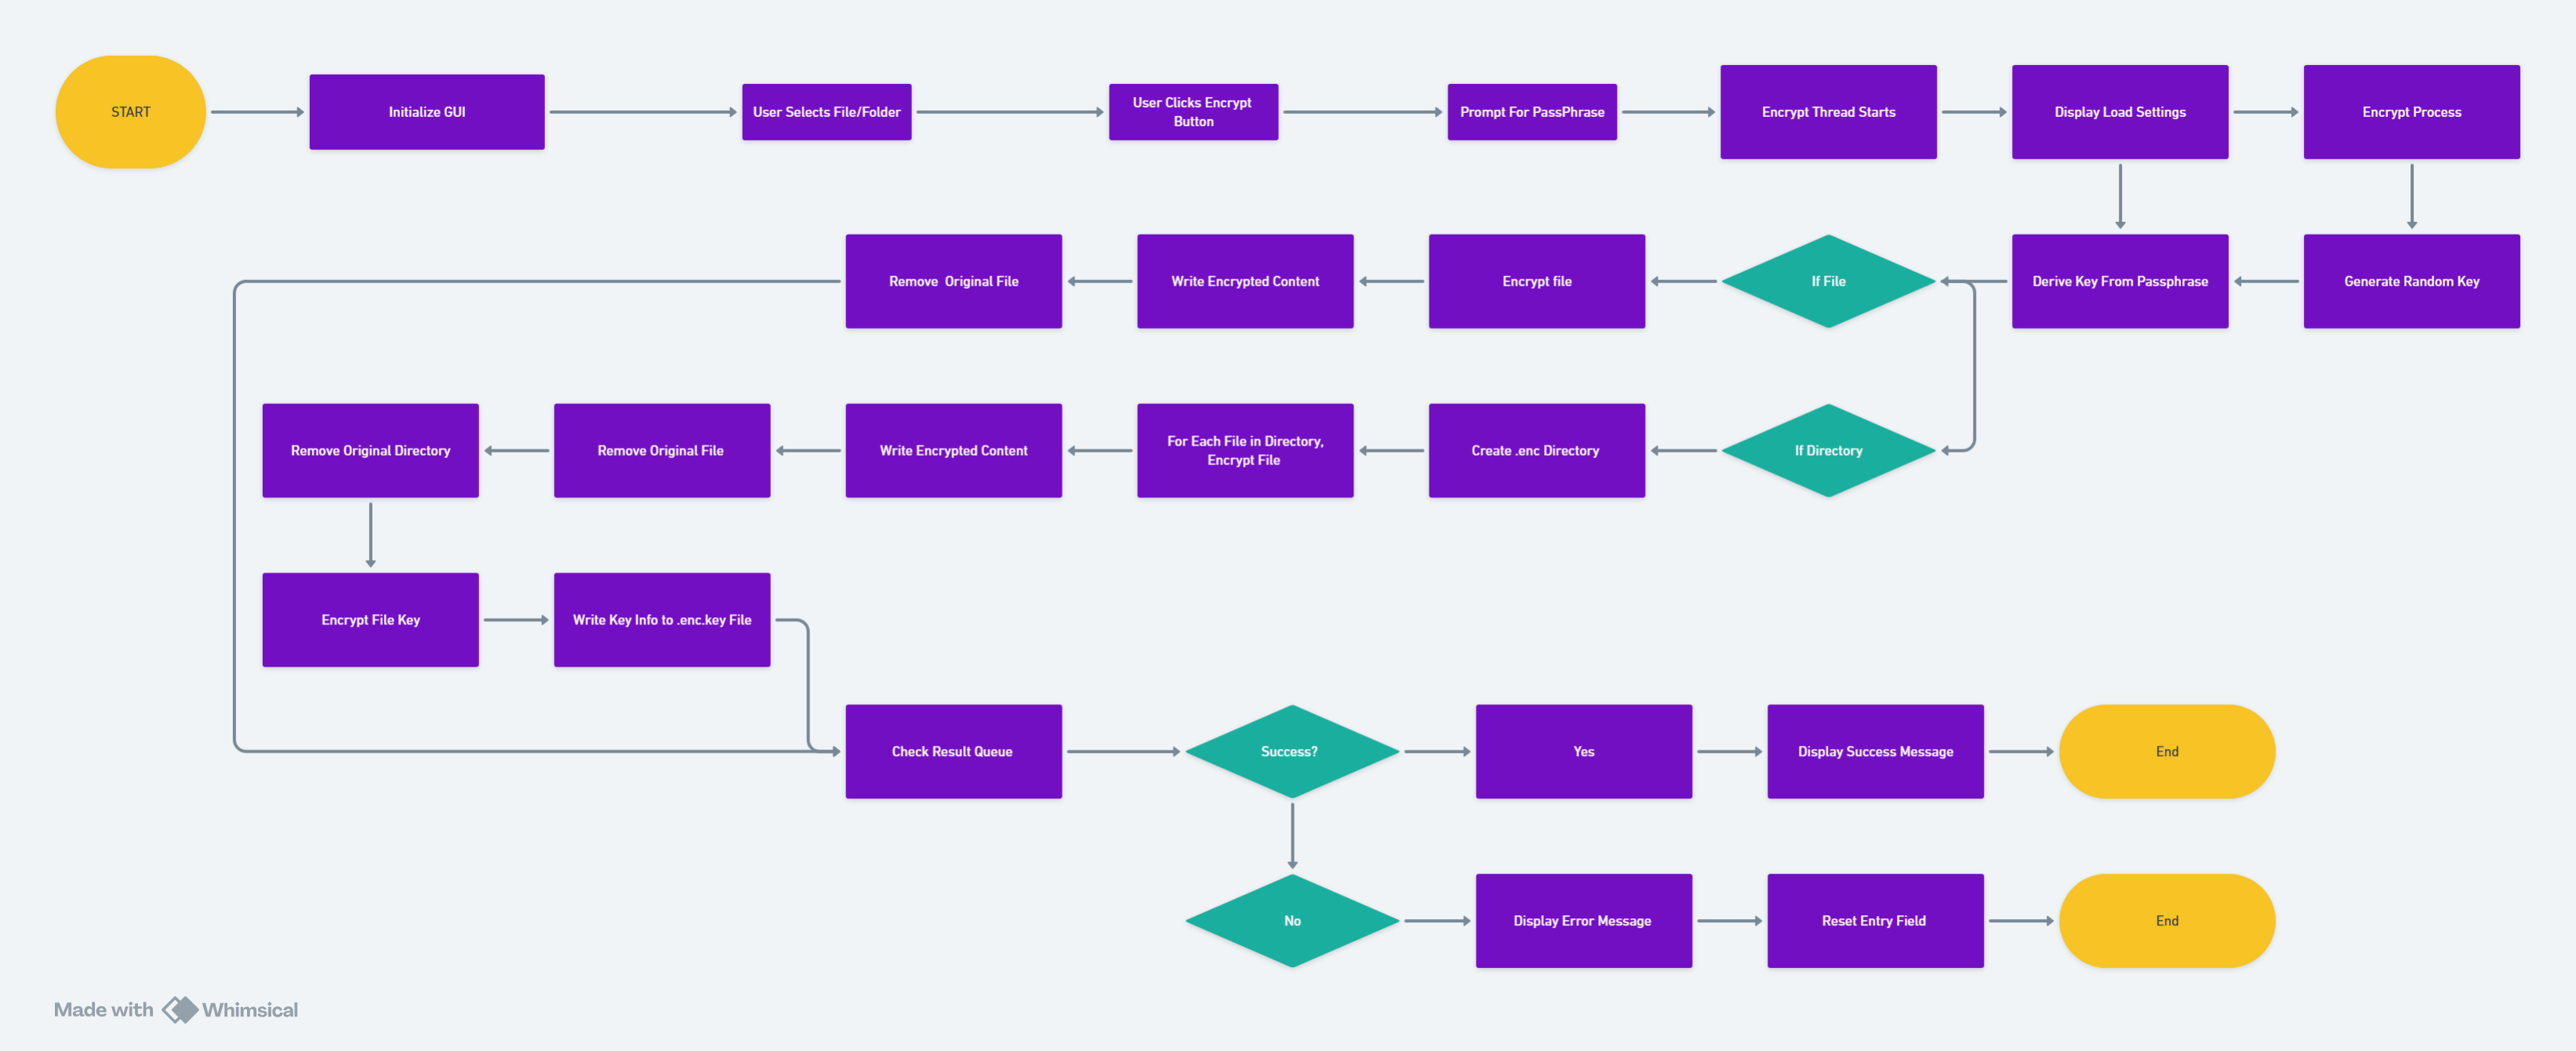 START
Initialize GUI
User Selects File/Folder
User Clicks Encrypt
Button
Prompt For PassPhrase
Encrypt Thread Starts
Display Load Settings
Encrypt Process
Remove  Original File
Write Encrypted Content
Encrypt file
If File
Derive Key From Passphrase
Generate Random Key
Remove Original Directory
Remove Original File
Write Encrypted Content
For Each File in Directory,
Encrypt File
Create .enc Directory
If Directory
Encrypt File Key
Write Key Info to .enc.key File
Check Result Queue
Success?
Yes
Display Success Message
End
No
Display Error Message
Reset Entry Field
End
Made with Whimsical